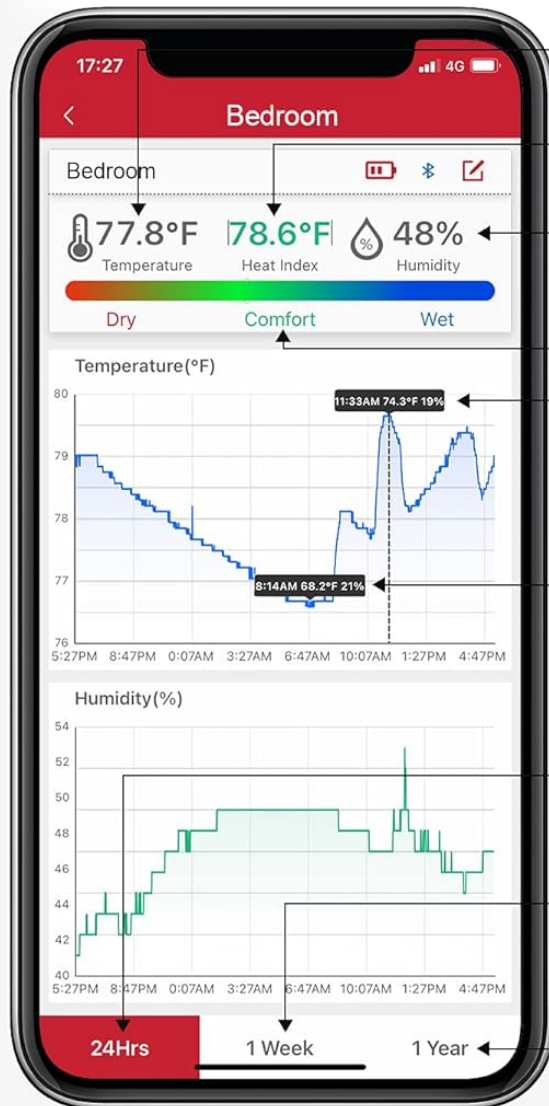 17:27 4G
Bedroom
Bedroom
77.8°F 78.6°F % 48%
Temperature Heat Index Humidity
Dry Comfort Wet
Temperature(°F)
80
11:33AM 74.3°F 19%
79
78
77
8:14AM 68.2°F 21%
76
5:27PM 8:47PM 0:07AM 3:27AM 6:47AM 10:07AM 1:27PM 4:47PM
Humidity(%)
54
52
50
48
46
44
42
40
5:27PM 8:47PM 0:07AM 3:27AM 6:47AM 10:07AM 1:27PM 4:47PM
24Hrs 1 Week 1 Year